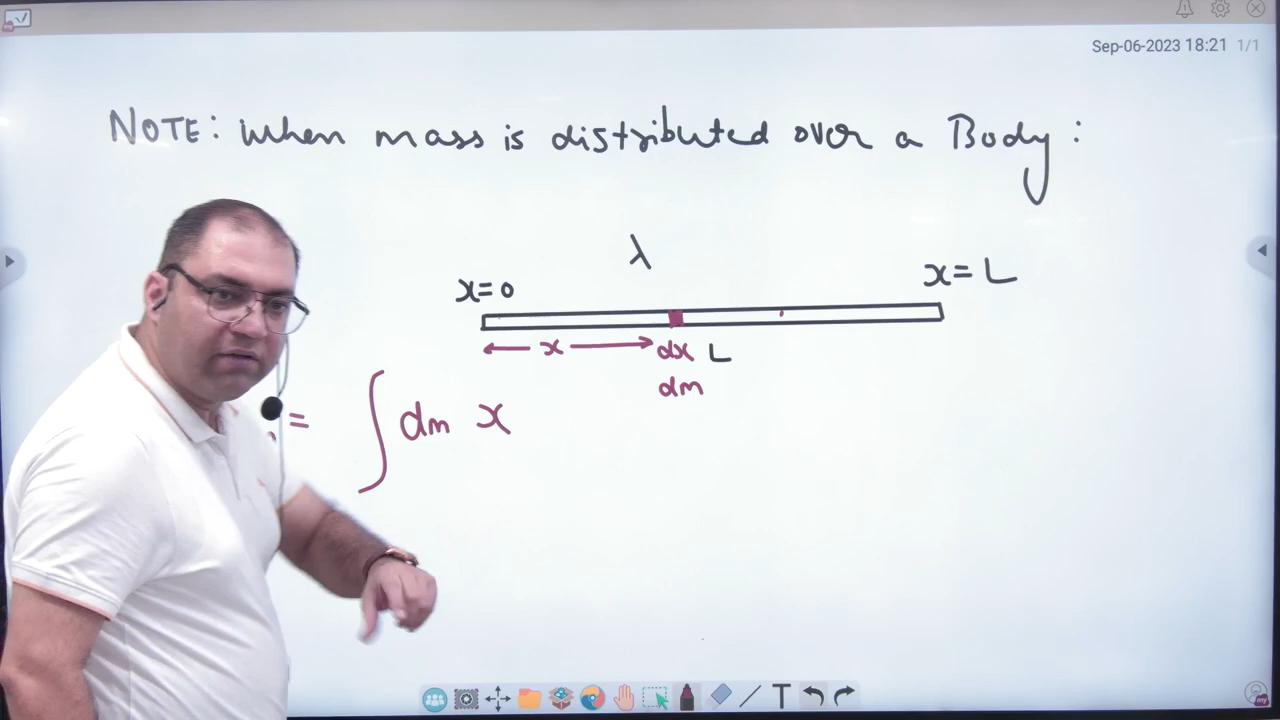 Sep-06-2023 18:21 1/1
NOTE: when mass is distributed over a Body:
λ
x=0
x=L
x
dx L
dm
= ∫ dm x
T